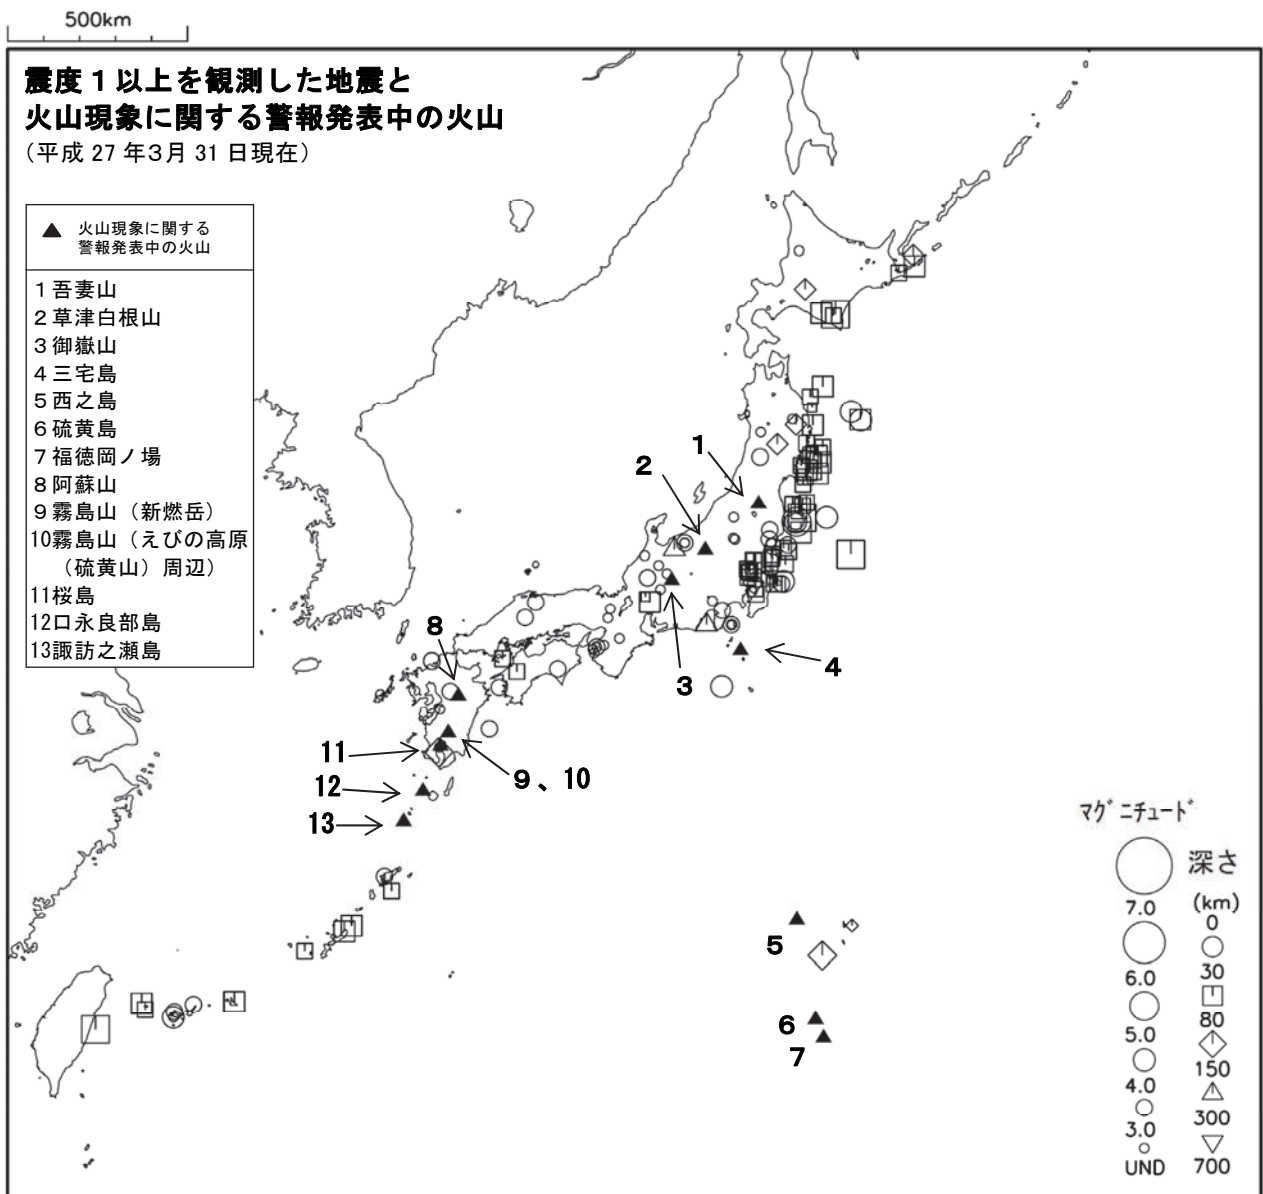 500km
震度１以上を観測した地震と
火山現象に関する警報発表中の火山
（平成 27 年3月 31 日現在）
▲ 火山現象に関する
警報発表中の火山
1 吾妻山
2 草津白根山
3 御嶽山
4 三宅島
5 西之島
6 硫黄島
7 福徳岡ノ場
8 阿蘇山
9 霧島山（新燃岳）
10霧島山（えびの高原
（硫黄山）周辺）
11桜島
12口永良部島
13諏訪之瀬島
1
2
3
4
8
11
9、10
12
13
5
6
7
ﾏｸﾞﾆﾁｭｰﾄﾞ
7.0
6.0
5.0
4.0
3.0
UND
深さ
(km)
0
30
80
150
300
700